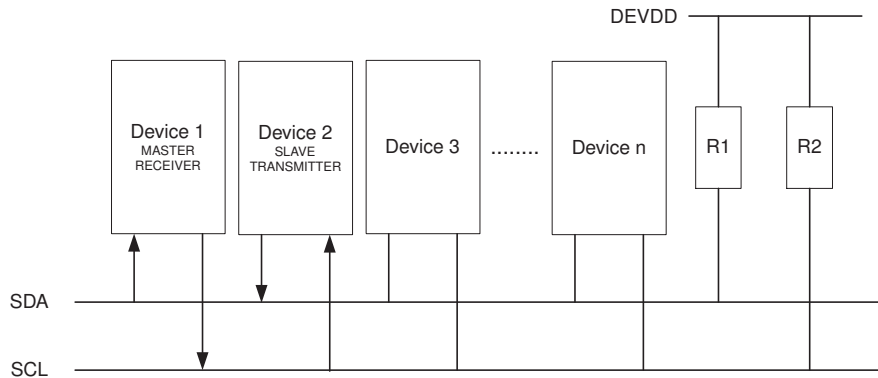 DEVDD
Device 1
MASTER
RECEIVER
Device 2
SLAVE
TRANSMITTER
Device 3
........
Device n
R1
R2
SDA
SCL